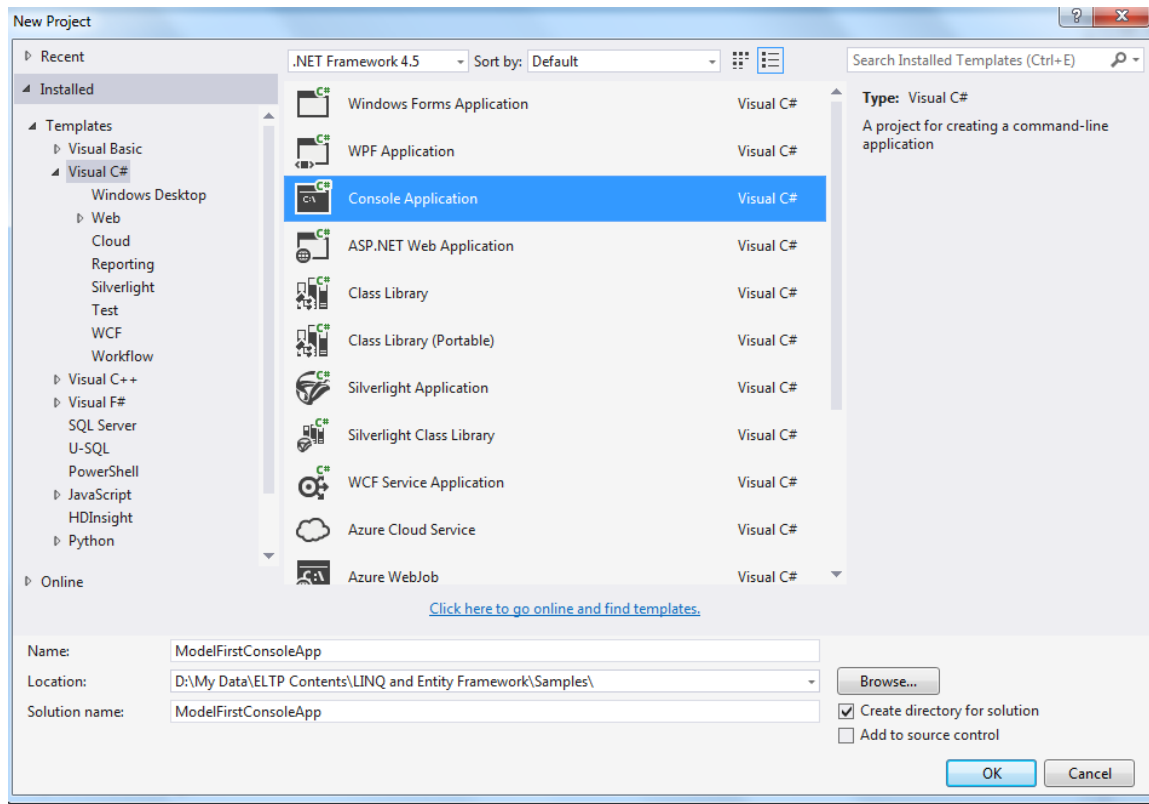 New Project
Recent
Installed
Templates
Visual Basic
Visual C#
Windows Desktop
Web
Cloud
Reporting
Silverlight
Test
WCF
Workflow
Visual C++
Visual F#
SQL Server
U-SQL
PowerShell
JavaScript
HDInsight
Python
Online
.NET Framework 4.5 Sort by: Default
Windows Forms Application Visual C#
WPF Application Visual C#
Console Application Visual C#
ASP.NET Web Application Visual C#
Class Library Visual C#
Class Library (Portable) Visual C#
Silverlight Application Visual C#
Silverlight Class Library Visual C#
WCF Service Application Visual C#
Azure Cloud Service Visual C#
Azure WebJob Visual C#
Click here to go online and find templates.
Search Installed Templates (Ctrl+E)
Type: Visual C#
A project for creating a command-line
application
Name: ModelFirstConsoleApp
Location: D:\My Data\ELTP Contents\LINQ and Entity Framework\Samples\ Browse...
Solution name: ModelFirstConsoleApp Create directory for solution
Add to source control
OK Cancel